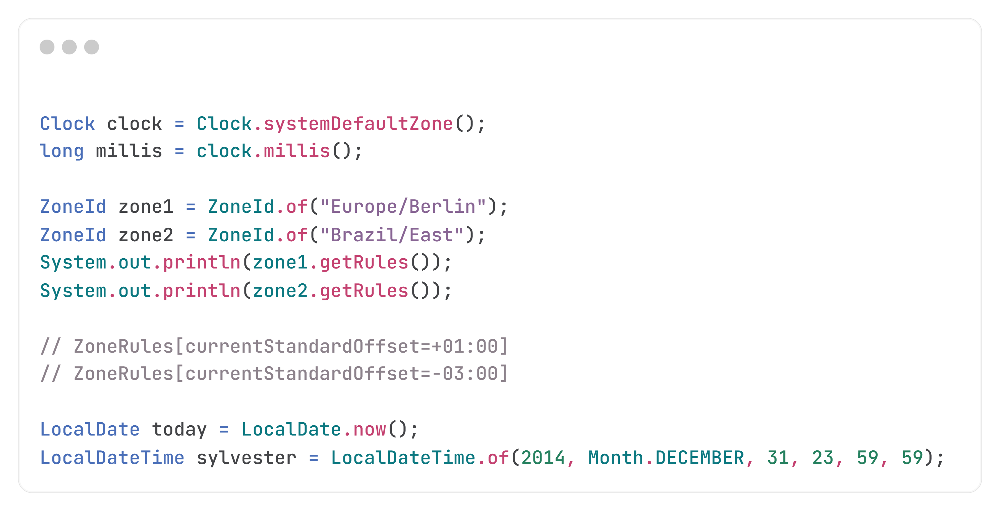 Clock clock = Clock.systemDefaultZone();
long millis = clock.millis();
ZoneId zone1 = ZoneId.of("Europe/Berlin");
ZoneId zone2 = ZoneId.of("Brazil/East");
System.out.println(zone1.getRules());
System.out.println(zone2.getRules());
// ZoneRules[currentStandardOffset=+01:00]
// ZoneRules[currentStandardOffset=-03:00]
LocalDate today = LocalDate.now();
LocalDateTime sylvester = LocalDateTime.of(2014, Month.DECEMBER, 31, 23, 59, 59);